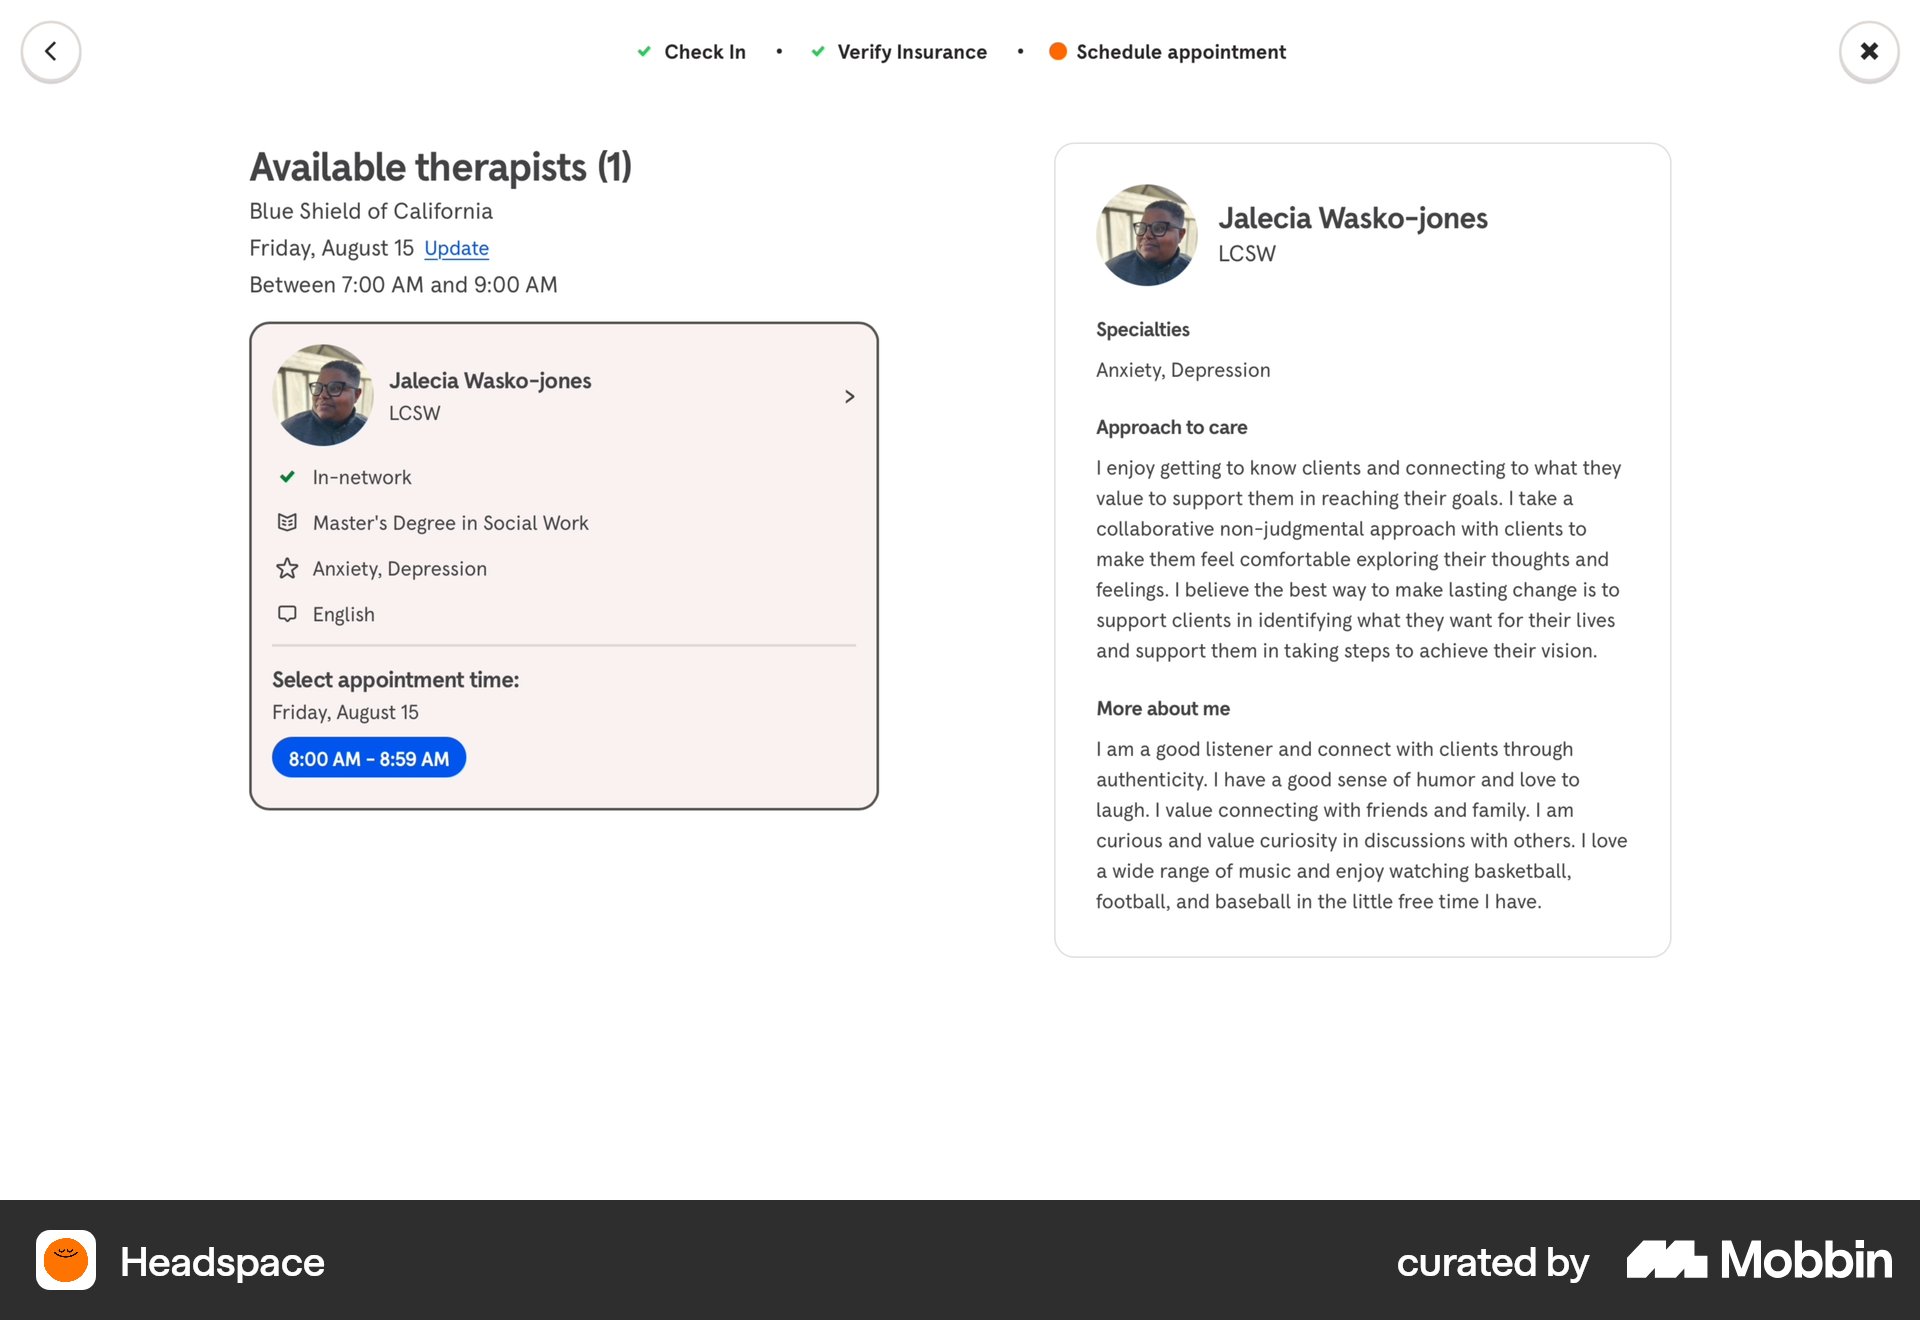 Check In • Verify Insurance • Schedule appointment
Available therapists (1)
Blue Shield of California
Friday, August 15 Update
Between 7:00 AM and 9:00 AM
Jalecia Wasko-jones
LCSW
In-network
Master's Degree in Social Work
Anxiety, Depression
English
Select appointment time:
Friday, August 15
8:00 AM - 8:59 AM
Jalecia Wasko-jones
LCSW
Specialties
Anxiety, Depression
Approach to care
I enjoy getting to know clients and connecting to what they
value to support them in reaching their goals. I take a
collaborative non-judgmental approach with clients to
make them feel comfortable exploring their thoughts and
feelings. I believe the best way to make lasting change is to
support clients in identifying what they want for their lives
and support them in taking steps to achieve their vision.
More about me
I am a good listener and connect with clients through
authenticity. I have a good sense of humor and love to
laugh. I value connecting with friends and family. I am
curious and value curiosity in discussions with others. I love
a wide range of music and enjoy watching basketball,
football, and baseball in the little free time I have.
Headspace
curated by Mobbin